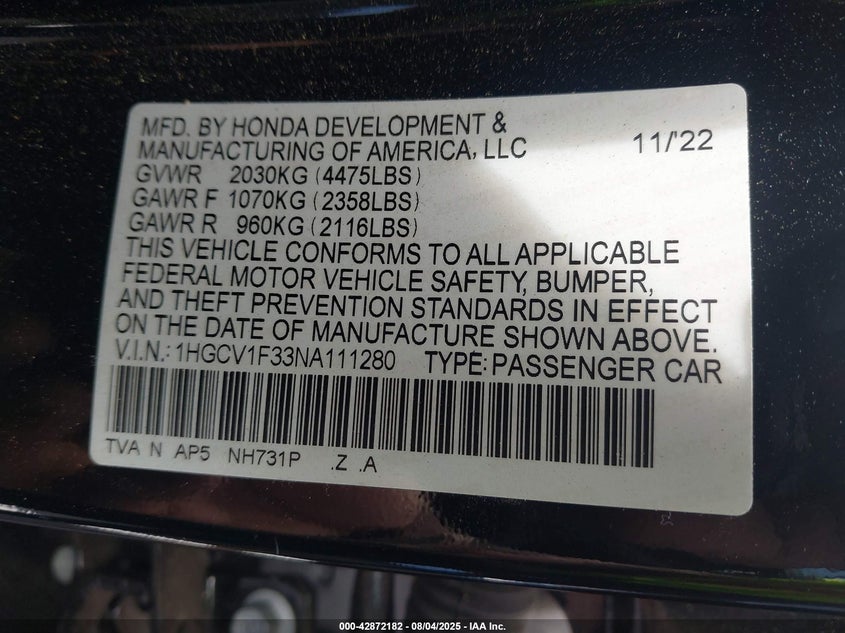 MFD. BY HONDA DEVELOPMENT &
MANUFACTURING OF AMERICA, LLC 11/'22
GVWR 2030KG (4475LBS)
GAWR F 1070KG (2358LBS)
GAWR R 960KG (2116LBS)
THIS VEHICLE CONFORMS TO ALL APPLICABLE
FEDERAL MOTOR VEHICLE SAFETY, BUMPER,
AND THEFT PREVENTION STANDARDS IN EFFECT
ON THE DATE OF MANUFACTURE SHOWN ABOVE.
V.I.N.: 1HGCV1F33NA111280 TYPE: PASSENGER CAR
TVA N AP5 NH731P .Z .A
000-42872182 - 08/04/2025 - IAA Inc.